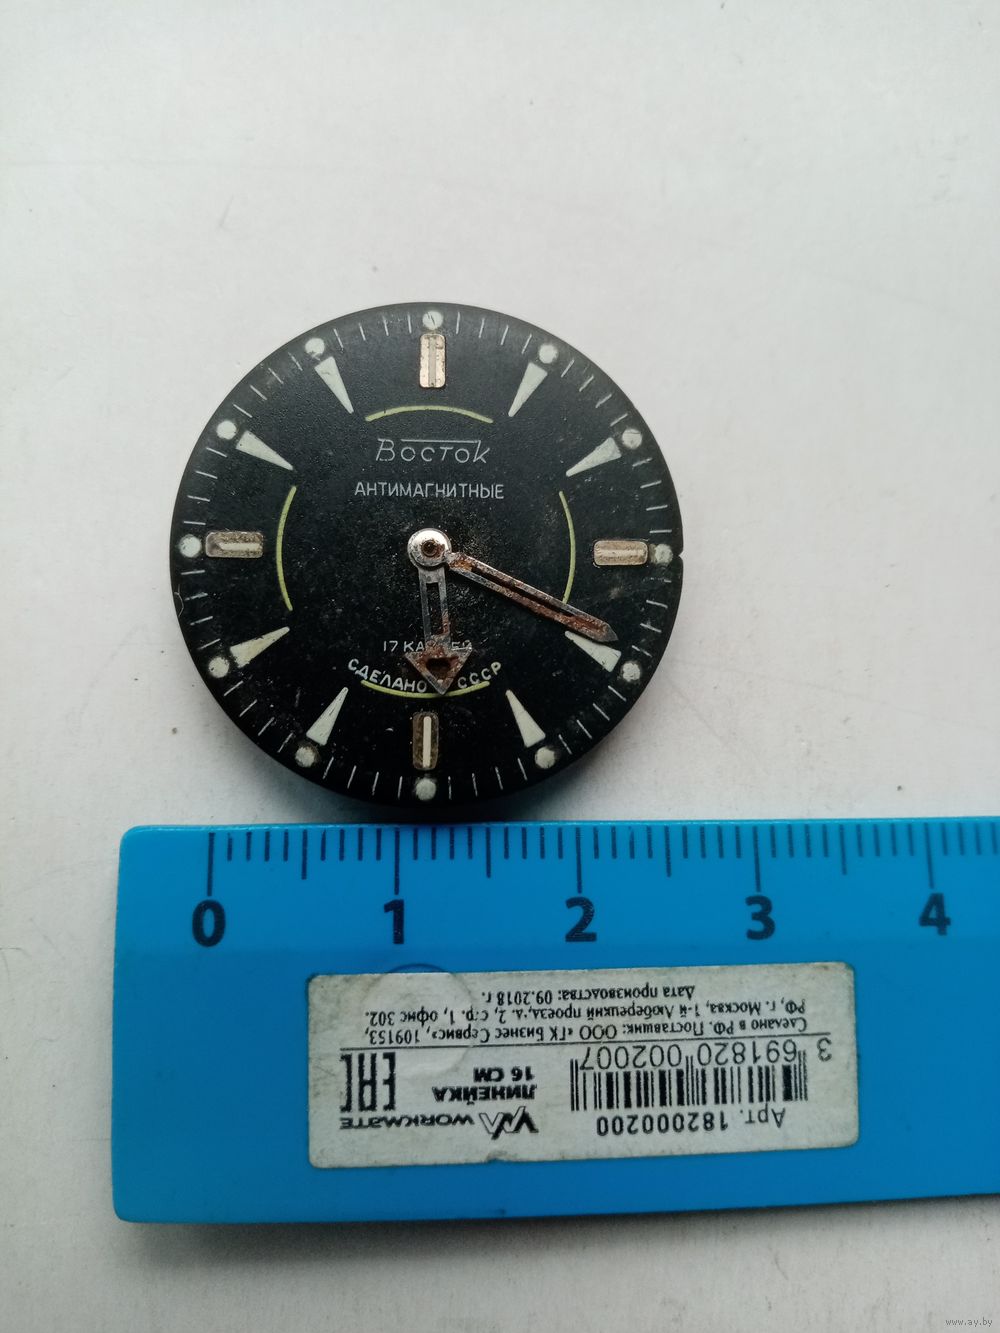 Восток
АНТИМАГНИТНЫЕ
17
СДЕЛАНО СССР
0 1 2 3 4
Арт. 182000200
WORKMATE
ЛИНЕЙКА
16 СМ
EAC
3 691820 002007
Сделано в РФ. Поставщик: ООО «ГК Бизнес Сервис», 109153,
РФ, г. Москва, 1-й Люберецкий проезд, д. 2, стр. 1, офис 302.
Дата производства: 09.2018 г.
www.ay.by